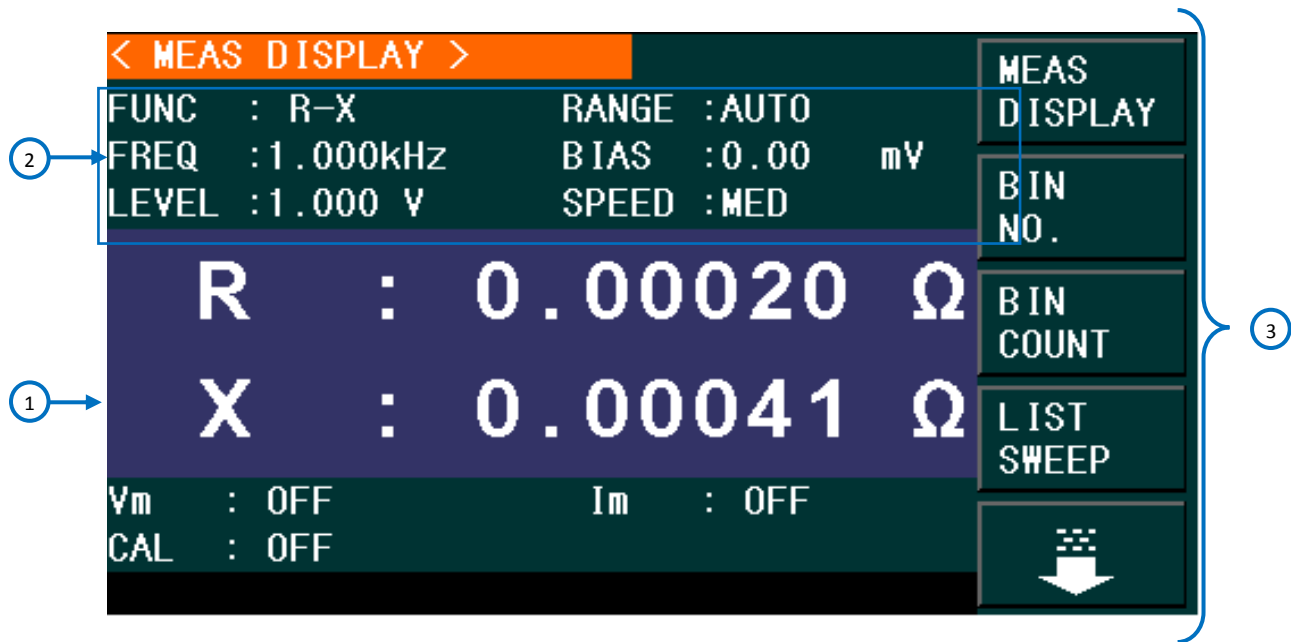 < MEAS DISPLAY >
FUNC : R-X RANGE :AUTO
FREQ :1.000kHz BIAS :0.00 mV
LEVEL :1.000 V SPEED :MED
R : 0.00020 Ω
X : 0.00041 Ω
Vm : OFF Im : OFF
CAL : OFF
MEAS
DISPLAY
BIN
NO.
BIN
COUNT
LIST
SWEEP
2
1
3